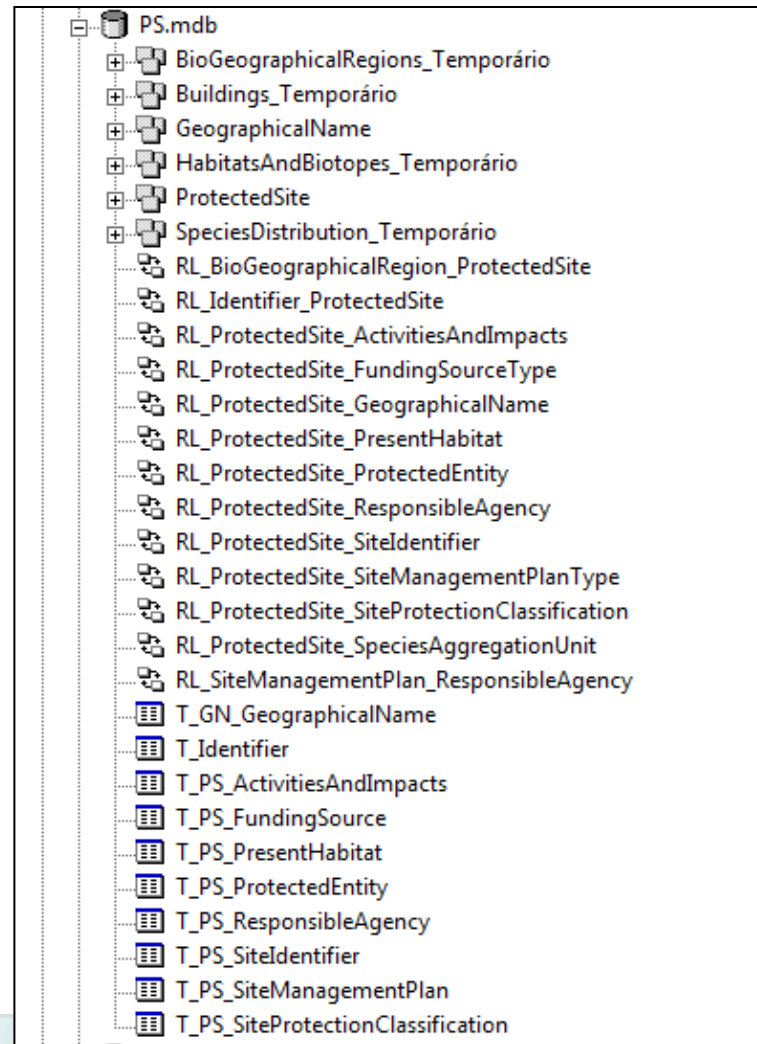 PS.mdb
BioGeographicalRegions_Temporário
Buildings_Temporário
GeographicalName
HabitatsAndBiotopes_Temporário
ProtectedSite
SpeciesDistribution_Temporário
RL_BioGeographicalRegion_ProtectedSite
RL_Identifier_ProtectedSite
RL_ProtectedSite_ActivitiesAndImpacts
RL_ProtectedSite_FundingSourceType
RL_ProtectedSite_GeographicalName
RL_ProtectedSite_PresentHabitat
RL_ProtectedSite_ProtectedEntity
RL_ProtectedSite_ResponsibleAgency
RL_ProtectedSite_SiteIdentifier
RL_ProtectedSite_SiteManagementPlanType
RL_ProtectedSite_SiteProtectionClassification
RL_ProtectedSite_SpeciesAggregationUnit
RL_SiteManagementPlan_ResponsibleAgency
T_GN_GeographicalName
T_Identifier
T_PS_ActivitiesAndImpacts
T_PS_FundingSource
T_PS_PresentHabitat
T_PS_ProtectedEntity
T_PS_ResponsibleAgency
T_PS_SiteIdentifier
T_PS_SiteManagementPlan
T_PS_SiteProtectionClassification